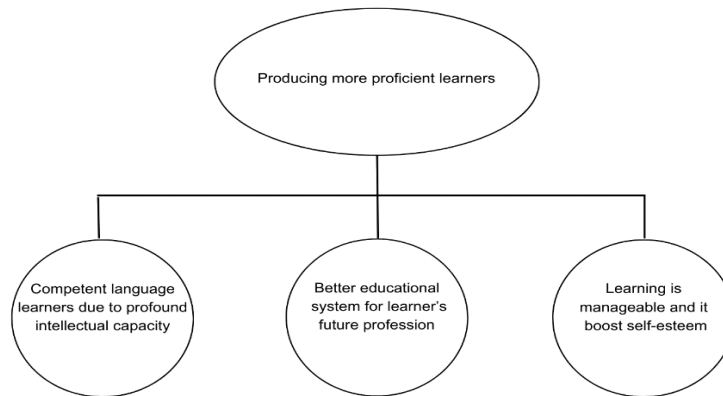 Producing more proficient learners
Competent language
learners due to profound
intellectual capacity
Better educational
system for learner's
future profession
Learning is
manageable and it
boost self-esteem